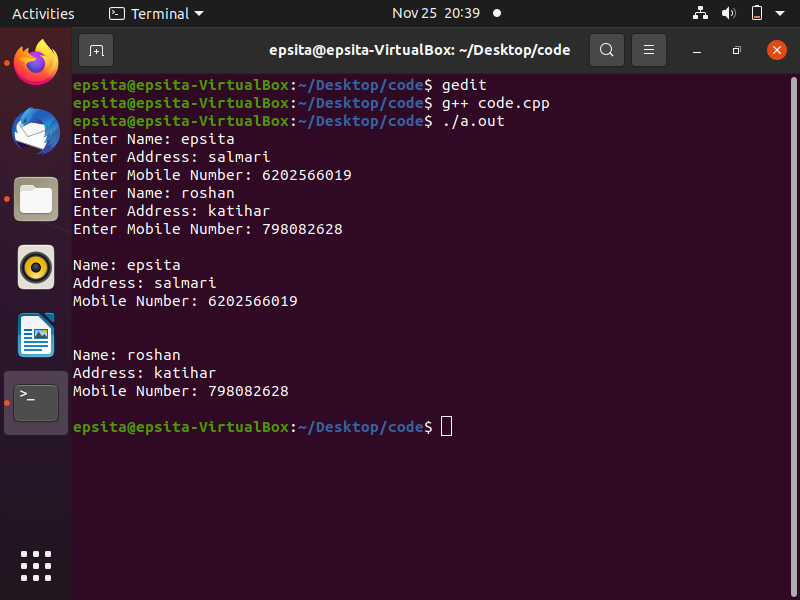 Activities Terminal Nov 25 20:39
epsita@epsita-VirtualBox: ~/Desktop/code
epsita@epsita-VirtualBox:~/Desktop/code$ gedit
epsita@epsita-VirtualBox:~/Desktop/code$ g++ code.cpp
epsita@epsita-VirtualBox:~/Desktop/code$ ./a.out
Enter Name: epsita
Enter Address: salmari
Enter Mobile Number: 6202566019
Enter Name: roshan
Enter Address: katihar
Enter Mobile Number: 798082628
Name: epsita
Address: salmari
Mobile Number: 6202566019
Name: roshan
Address: katihar
Mobile Number: 798082628
epsita@epsita-VirtualBox:~/Desktop/code$